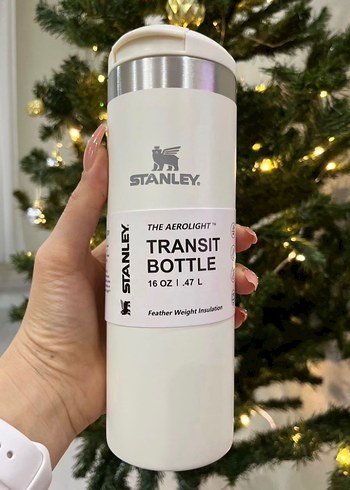 STANLEY®
STANLEY.
THE AEROLIGHT™
TRANSIT
BOTTLE
16 OZ | .47 L
Feather Weight Insulation